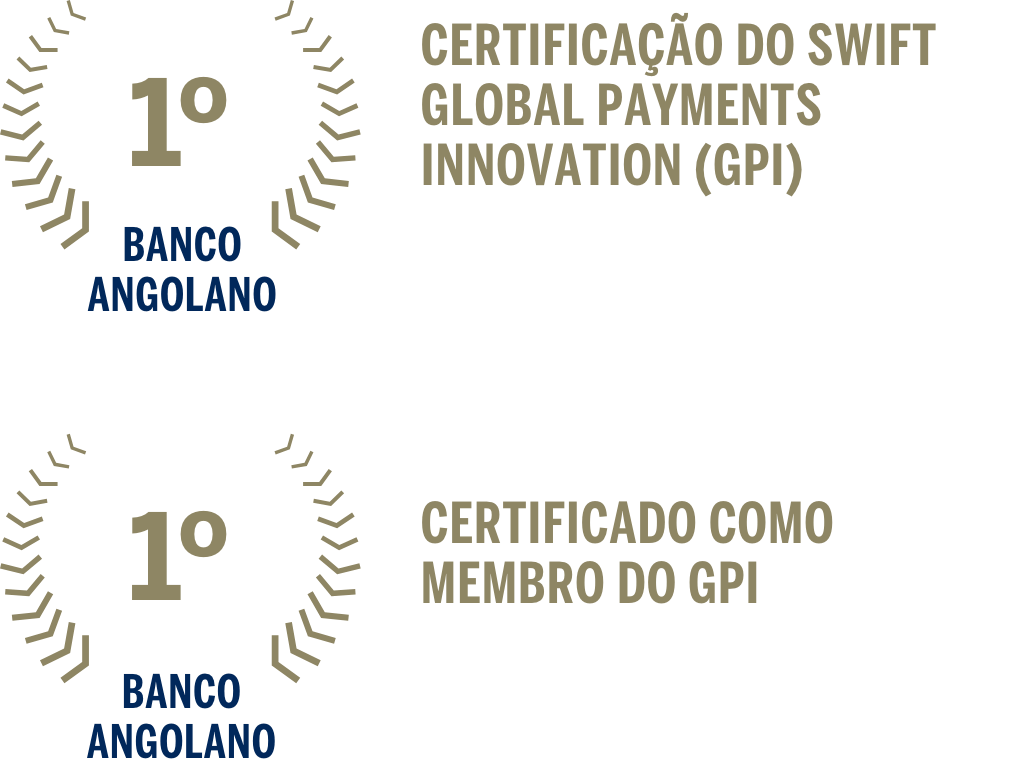 1º
BANCO
ANGOLANO
CERTIFICAÇÃO DO SWIFT
GLOBAL PAYMENTS
INNOVATION (GPI)
1º
BANCO
ANGOLANO
CERTIFICADO COMO
MEMBRO DO GPI